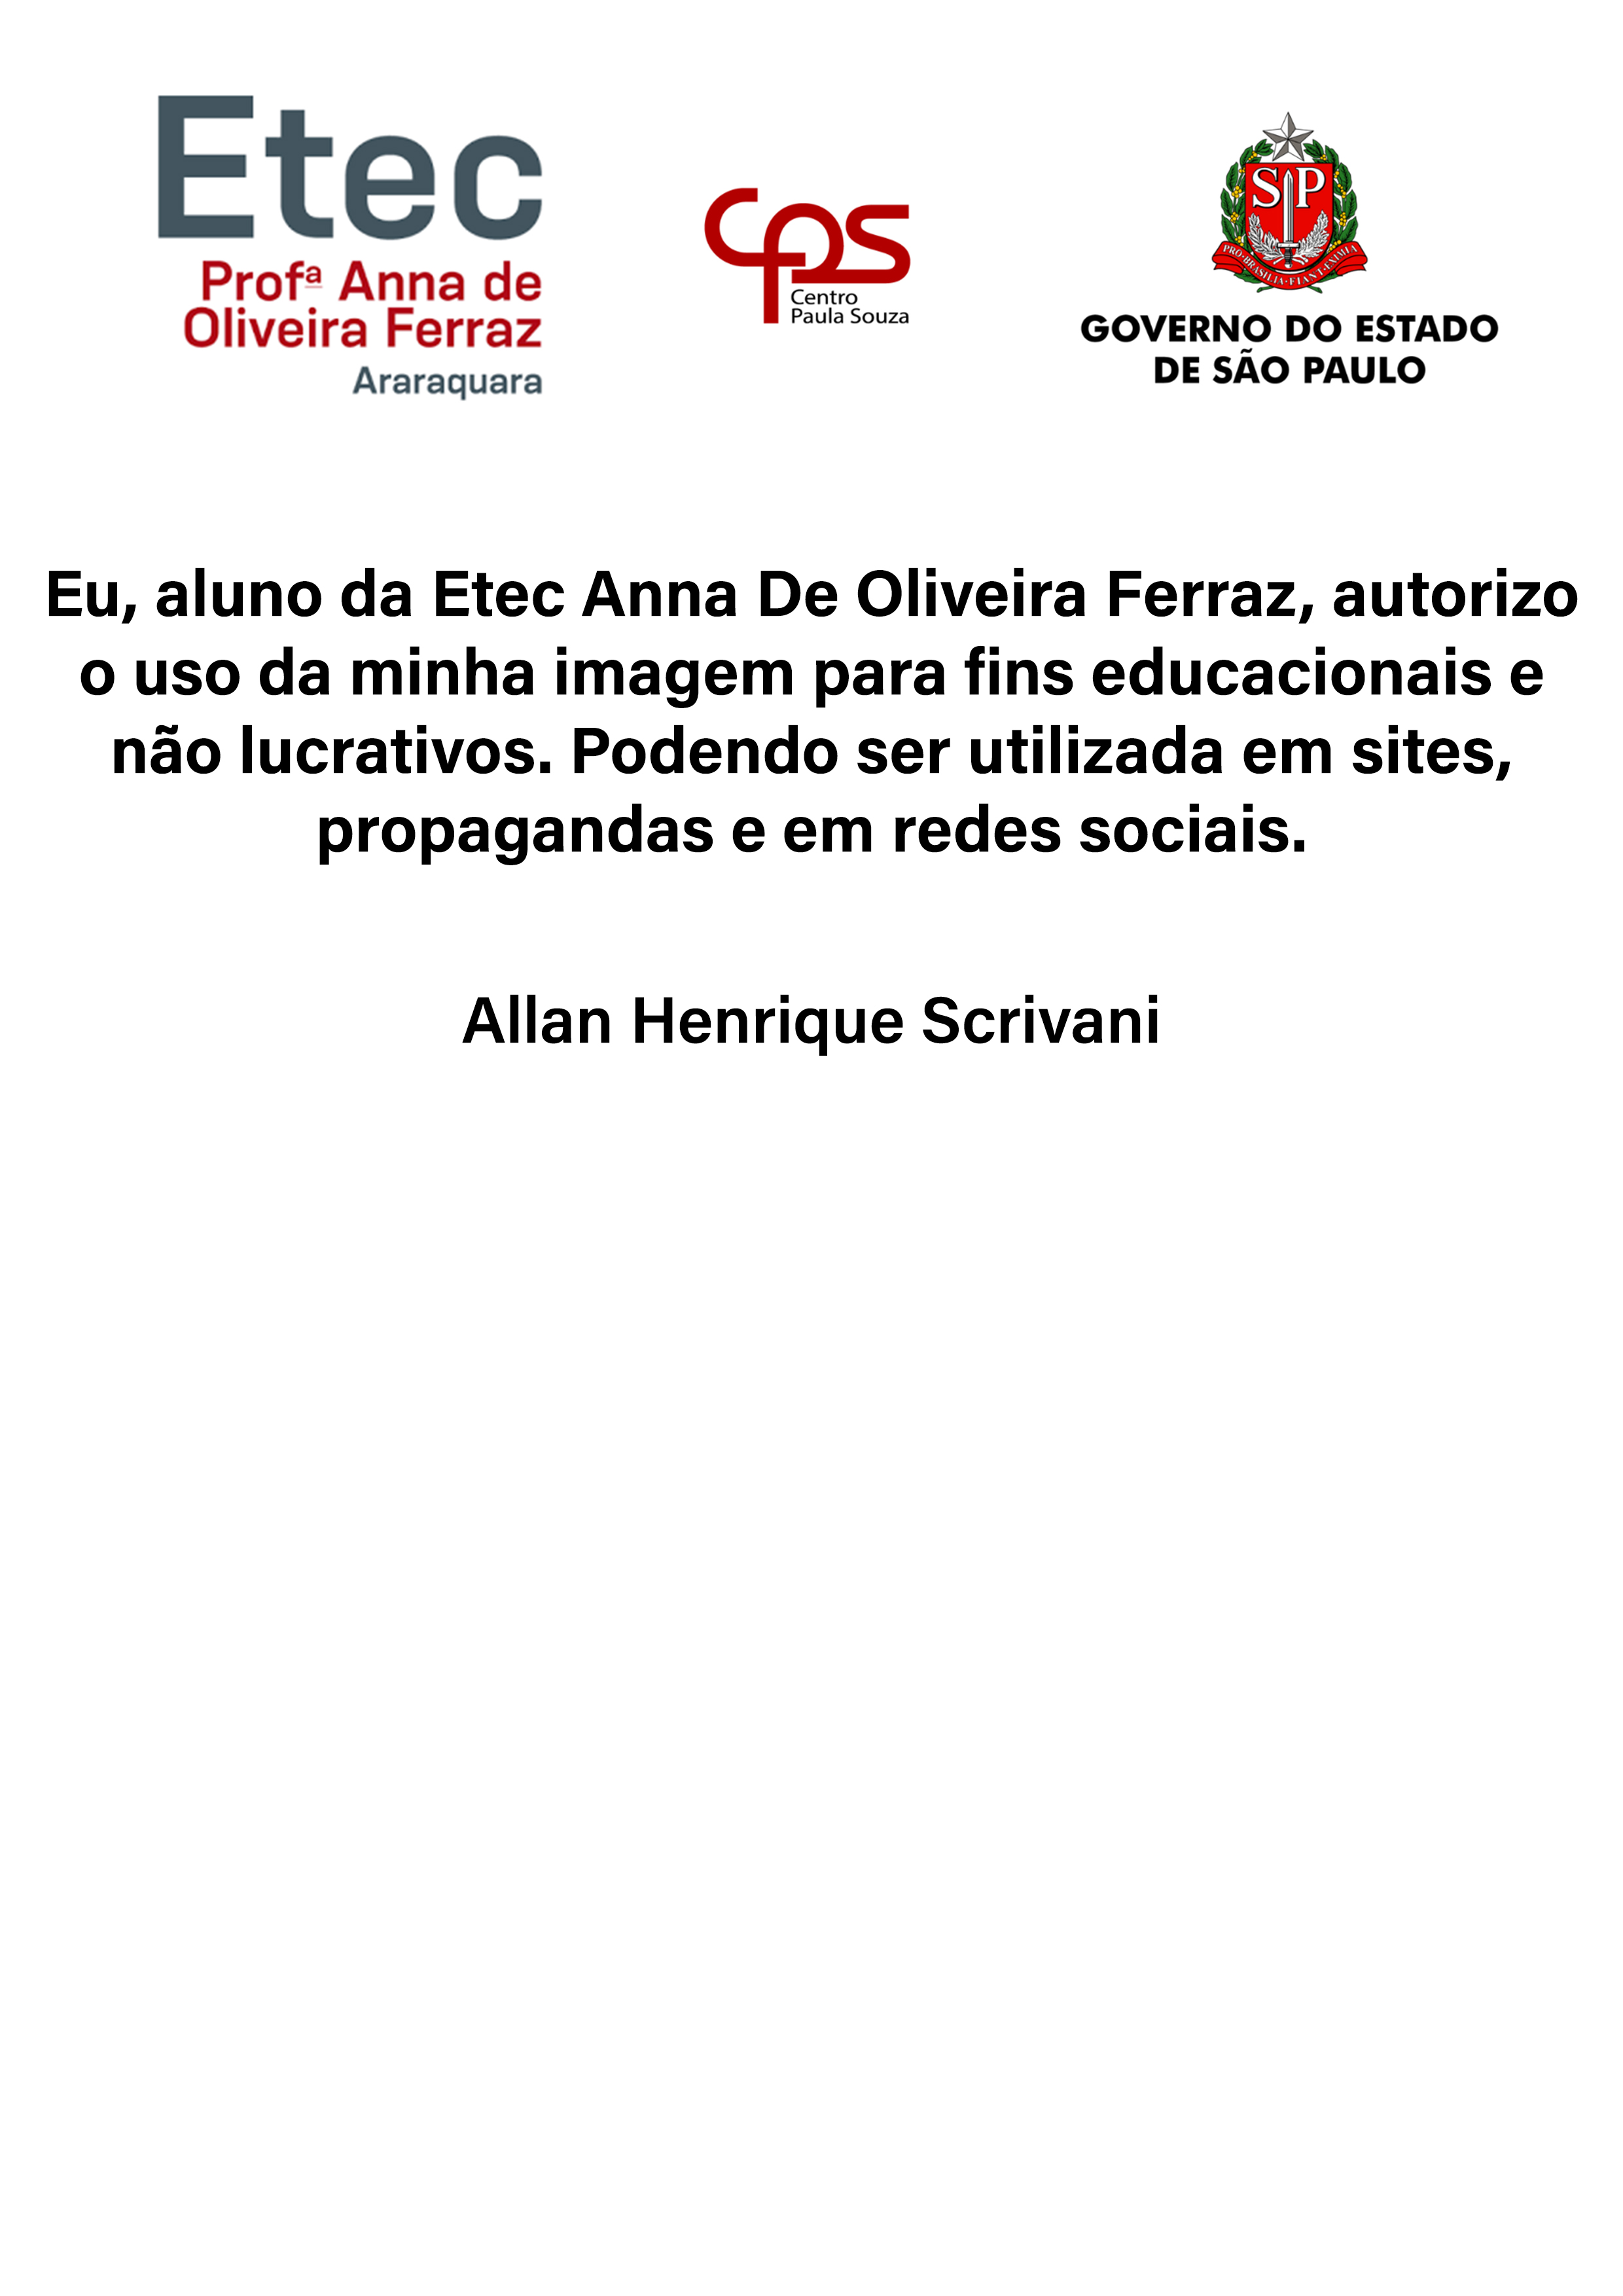 Etec
Profª Anna de
Oliveira Ferraz
Araraquara
cps
Centro
Paula Souza
SP
PRO·BRASILIA·FIANT·EXIMIA
GOVERNO DO ESTADO
DE SÃO PAULO
Eu, aluno da Etec Anna De Oliveira Ferraz, autorizo
o uso da minha imagem para fins educacionais e
não lucrativos. Podendo ser utilizada em sites,
propagandas e em redes sociais.
Allan Henrique Scrivani